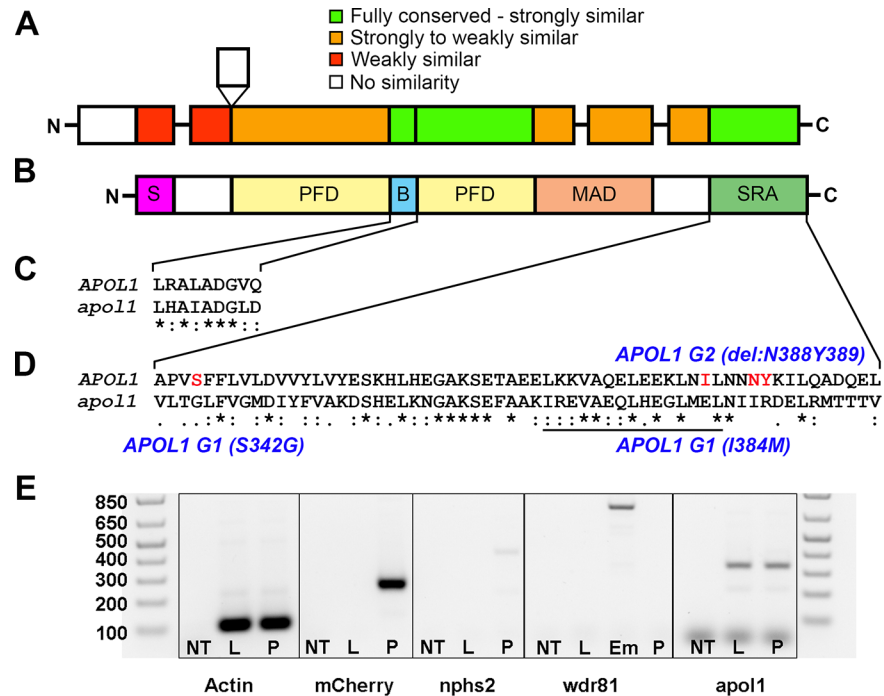 A
Fully conserved - strongly similar
Strongly to weakly similar
Weakly similar
No similarity
N
C
B
N
S
PFD
B
PFD
MAD
SRA
C
C
APOL1 LRALADGVQ
apol1 LHAIADGLD
*:*:***::
D
APOL1 G2 (del:N388Y389)
APOL1 APVSFFLVLDVVYLVYESKHLHEGAKSETAEELKKVAQELEEKLNILNNNYKILQADQEL
apol1 VLTGLFVGMDIYFVAKDSHELKNGAKSEFAAKIREVAEQLHEGLMELNIIRDELRMTTTV
APOL1 G1 (S342G)
APOL1 G1 (I384M)
E
850
650
500
400
300
200
100
NT L P
NT L P
NT L P
NT L Em P
NT L P
Actin
mCherry
nphs2
wdr81
apol1